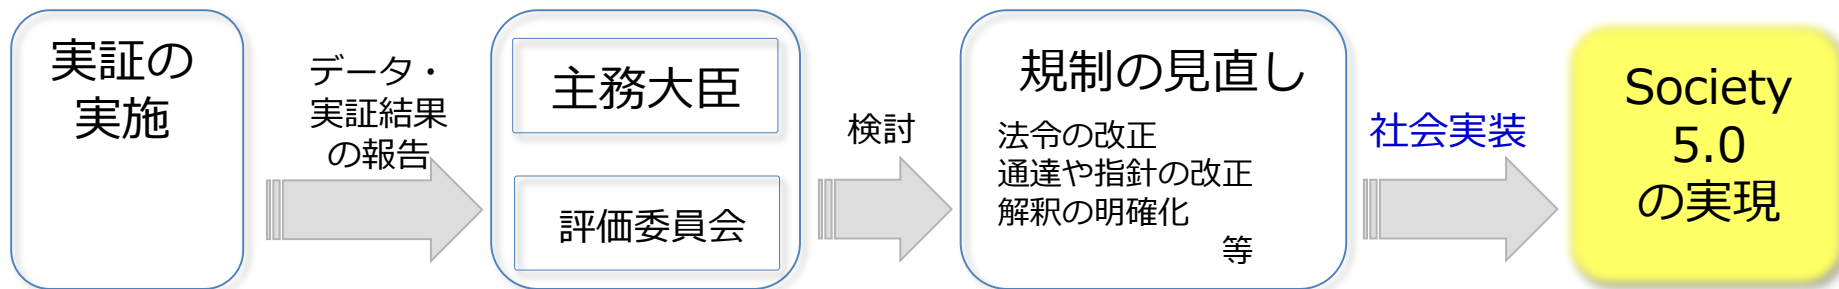 実証の
実施
データ・
実証結果
の報告
主務大臣
評価委員会
検討
規制の見直し
法令の改正
通達や指針の改正
解釈の明確化
等
社会実装
Society
5.0
の実現